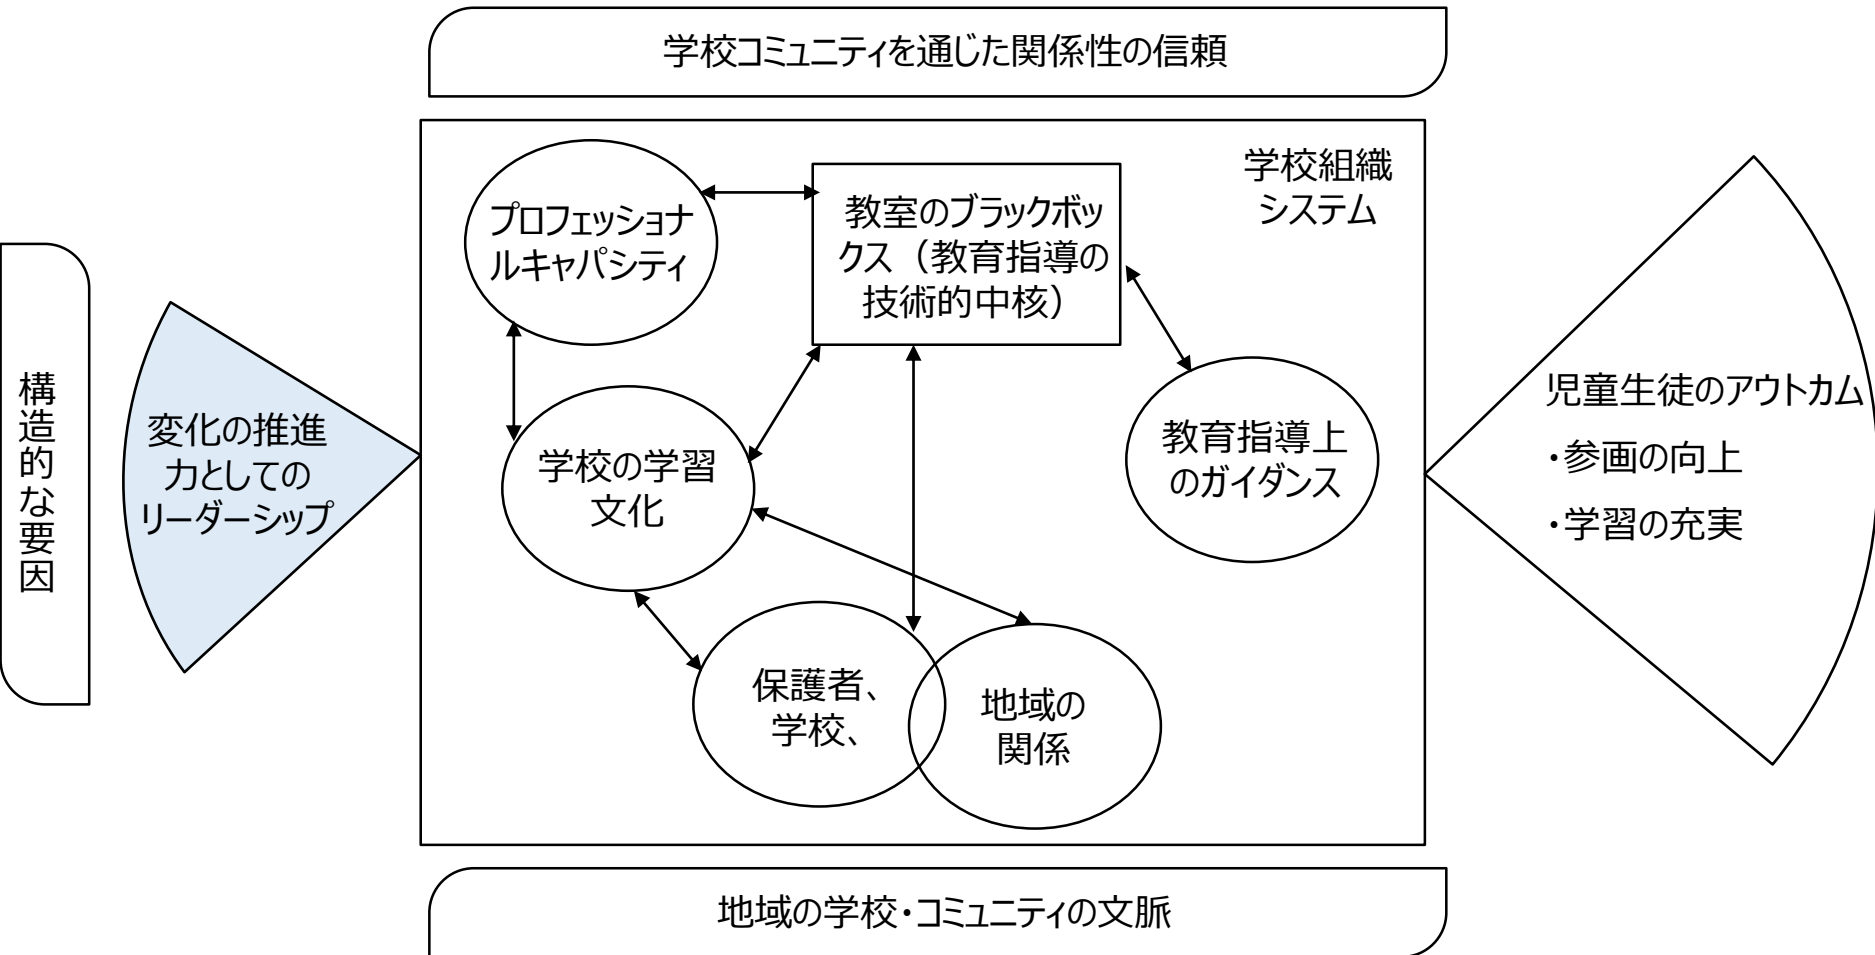 学校コミュニティを通じた関係性の信頼
学校組織
システム
プロフェッショナ
ルキャパシティ
教室のブラックボッ
クス（教育指導の
技術的中核）
構造的な要因
変化の推進
力としての
リーダーシップ
学校の学習
文化
教育指導上
のガイダンス
児童生徒のアウトカム
・参画の向上
・学習の充実
保護者、
学校、
地域の
関係
地域の学校・コミュニティの文脈